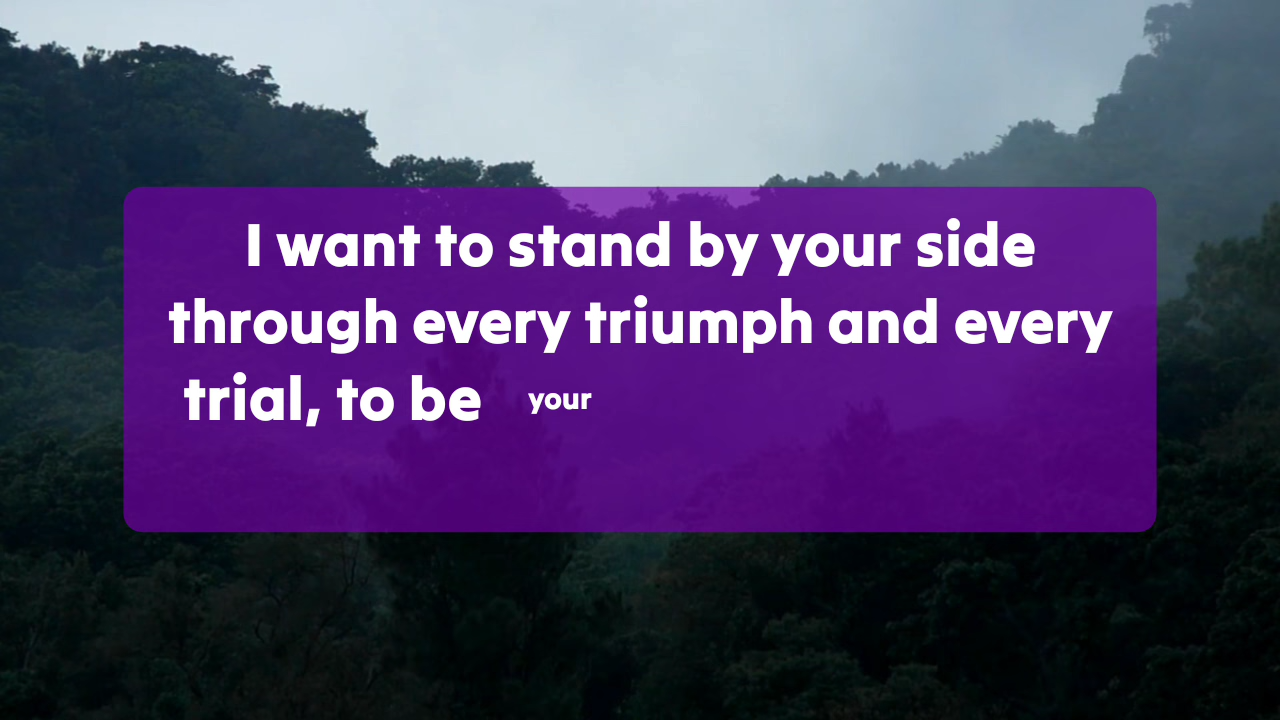 I want to stand by your side
through every triumph and every
trial, to be your